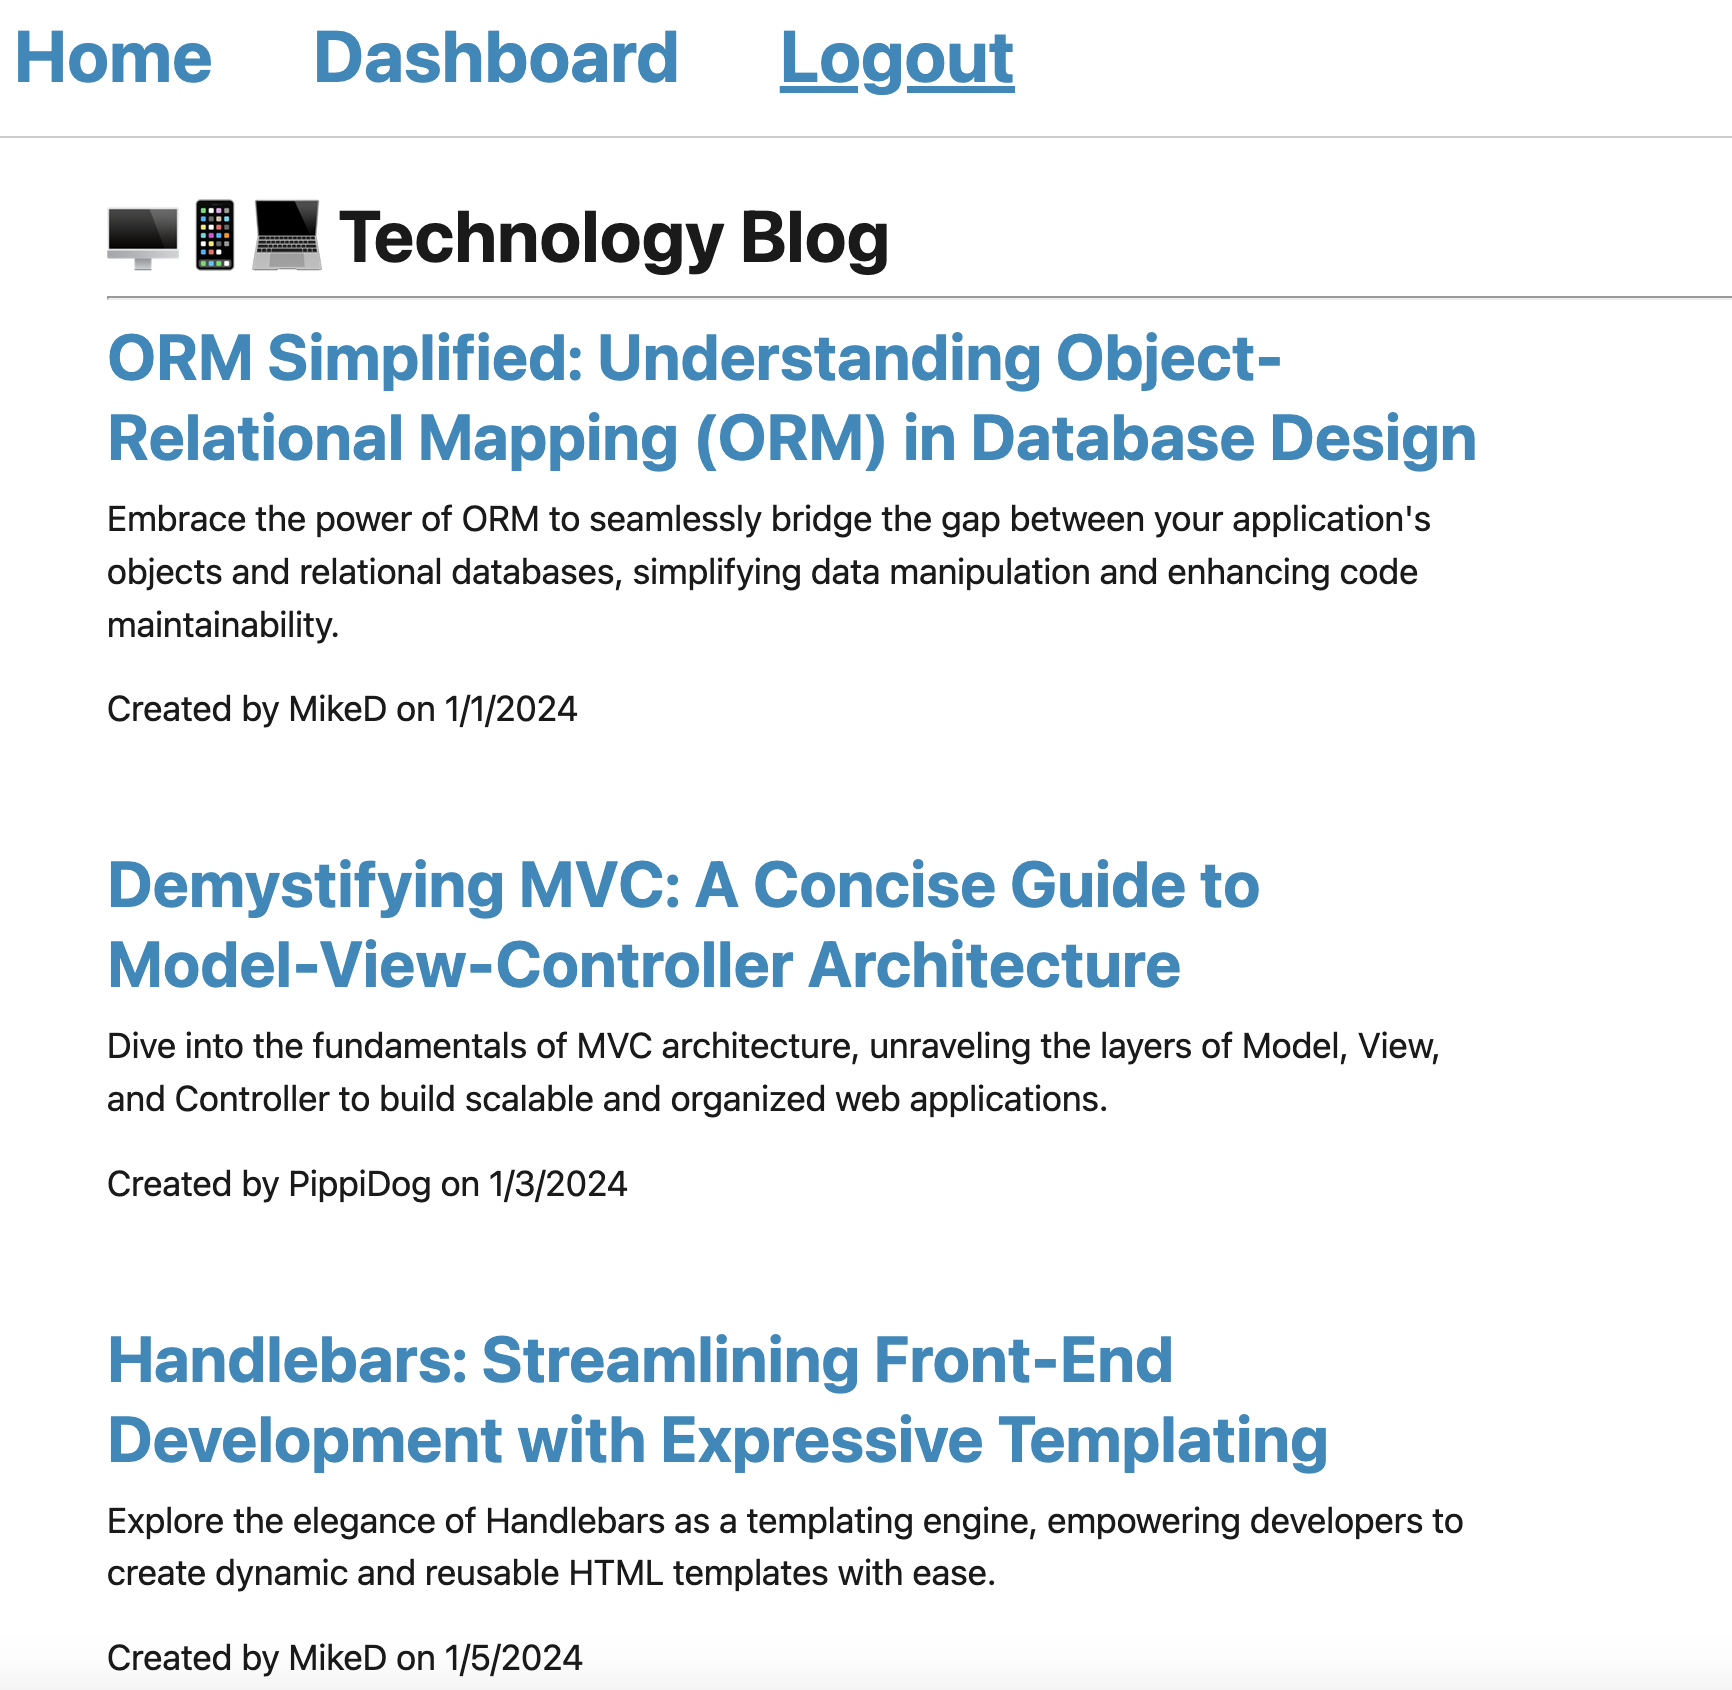 Home Dashboard Logout
Technology Blog
ORM Simplified: Understanding Object-
Relational Mapping (ORM) in Database Design
Embrace the power of ORM to seamlessly bridge the gap between your application's
objects and relational databases, simplifying data manipulation and enhancing code
maintainability.
Created by MikeD on 1/1/2024
Demystifying MVC: A Concise Guide to
Model-View-Controller Architecture
Dive into the fundamentals of MVC architecture, unraveling the layers of Model, View,
and Controller to build scalable and organized web applications.
Created by PippiDog on 1/3/2024
Handlebars: Streamlining Front-End
Development with Expressive Templating
Explore the elegance of Handlebars as a templating engine, empowering developers to
create dynamic and reusable HTML templates with ease.
Created by MikeD on 1/5/2024